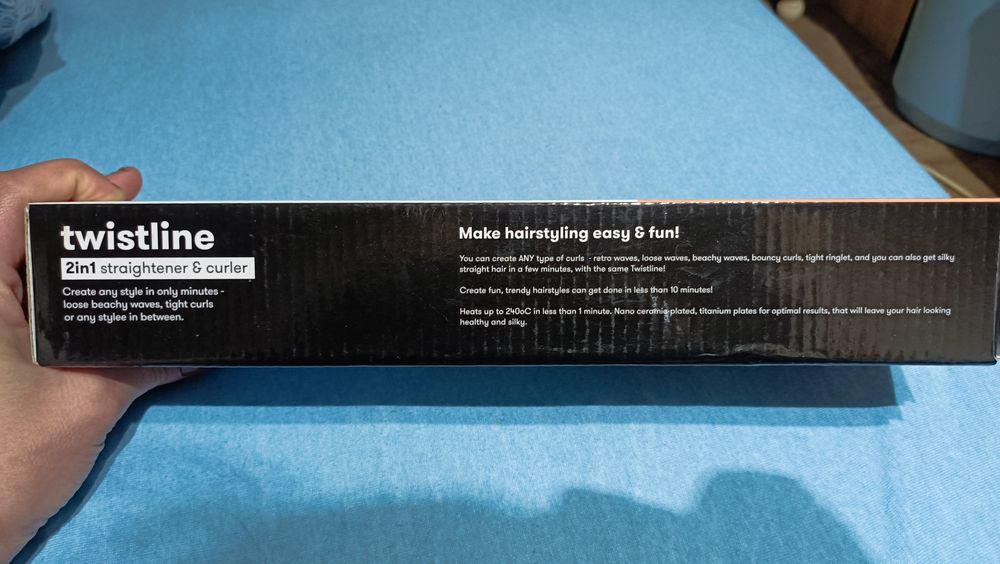 twistline
2in1 straightener & curler
Create any style in only minutes -
loose beachy waves, tight curls
or any stylee in between.
Make hairstyling easy & fun!
You can create ANY type of curls - retro waves, loose waves, beachy waves, bouncy curls, tight ringlet, and you can also get silky
straight hair in a few minutes, with the same Twistline!
Create fun, trendy hairstyles can get done in less than 10 minutes!
Heats up to 240oC in less than 1 minute. Nano ceramic-plated, titanium plates for optimal results, that will leave your hair looking
healthy and silky.